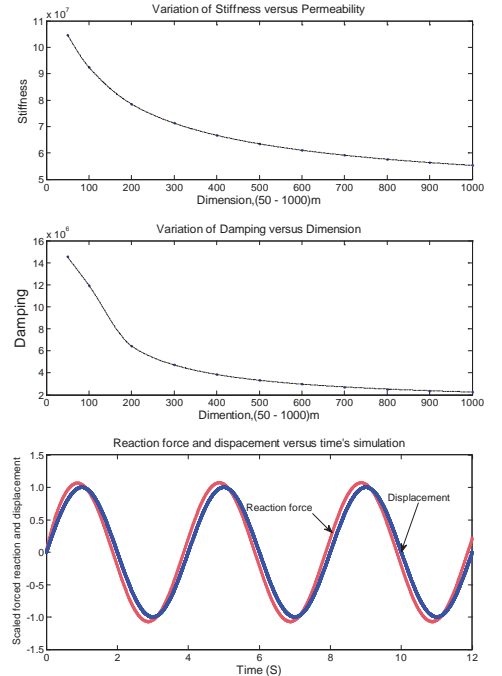 Variation of Stiffness versus Permeability
x 10^7
11
10
9
8
7
6
5
Stiffness
0 100 200 300 400 500 600 700 800 900 1000
Dimension,(50 - 1000)m
Variation of Damping versus Dimension
x 10^6
16
14
12
10
8
6
4
2
Damping
0 100 200 300 400 500 600 700 800 900 1000
Dimention,(50 - 1000)m
Reaction force and dispacement versus time's simulation
1.5
1.0
0.5
0
-0.5
-1.0
-1.5
Scaled forced reaction and displacement
Reaction force
Displacement
0 2 4 6 8 10 12
Time (S)